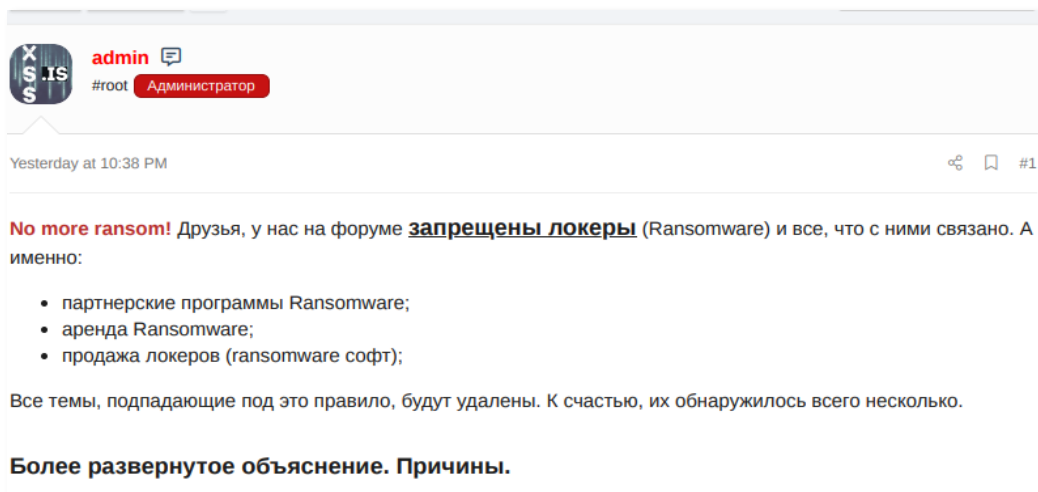 XSS.IS
admin
#root Администратор
Yesterday at 10:38 PM
#1
No more ransom! Друзья, у нас на форуме запрещены локеры (Ransomware) и все, что с ними связано. А
именно:
партнерские программы Ransomware;
аренда Ransomware;
продажа локеров (ransomware софт);
Все темы, подпадающие под это правило, будут удалены. К счастью, их обнаружилось всего несколько.
Более развернутое объяснение. Причины.